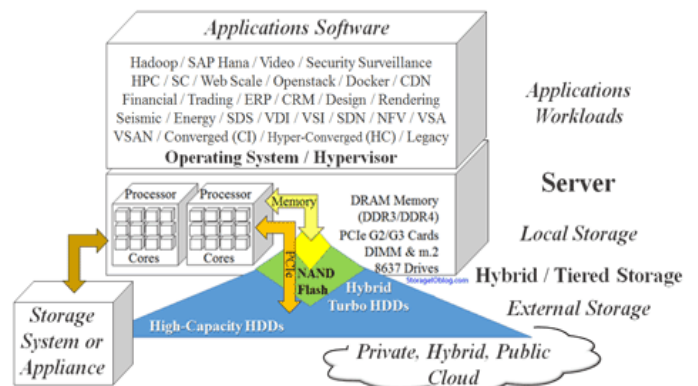 Applications Software
Hadoop / SAP Hana / Video / Security Surveillance
HPC / SC / Web Scale / Openstack / Docker / CDN
Financial / Trading / ERP / CRM / Design / Rendering
Seismic / Energy / SDS / VDI / VSI / SDN / NFV / VSA
VSAN / Converged (CI) / Hyper-Converged (HC) / Legacy
Operating System / Hypervisor
Applications
Workloads
Processor
Cores
Processor
Cores
Memory
PCIe
DRAM Memory
(DDR3/DDR4)
PCIe G2/G3 Cards
DIMM & m.2
8637 Drives
StorageIOblog.com
Server
Local Storage
Hybrid / Tiered Storage
External Storage
NAND
Flash
Hybrid
Turbo HDDs
High-Capacity HDDs
Storage
System or
Appliance
Private, Hybrid, Public
Cloud